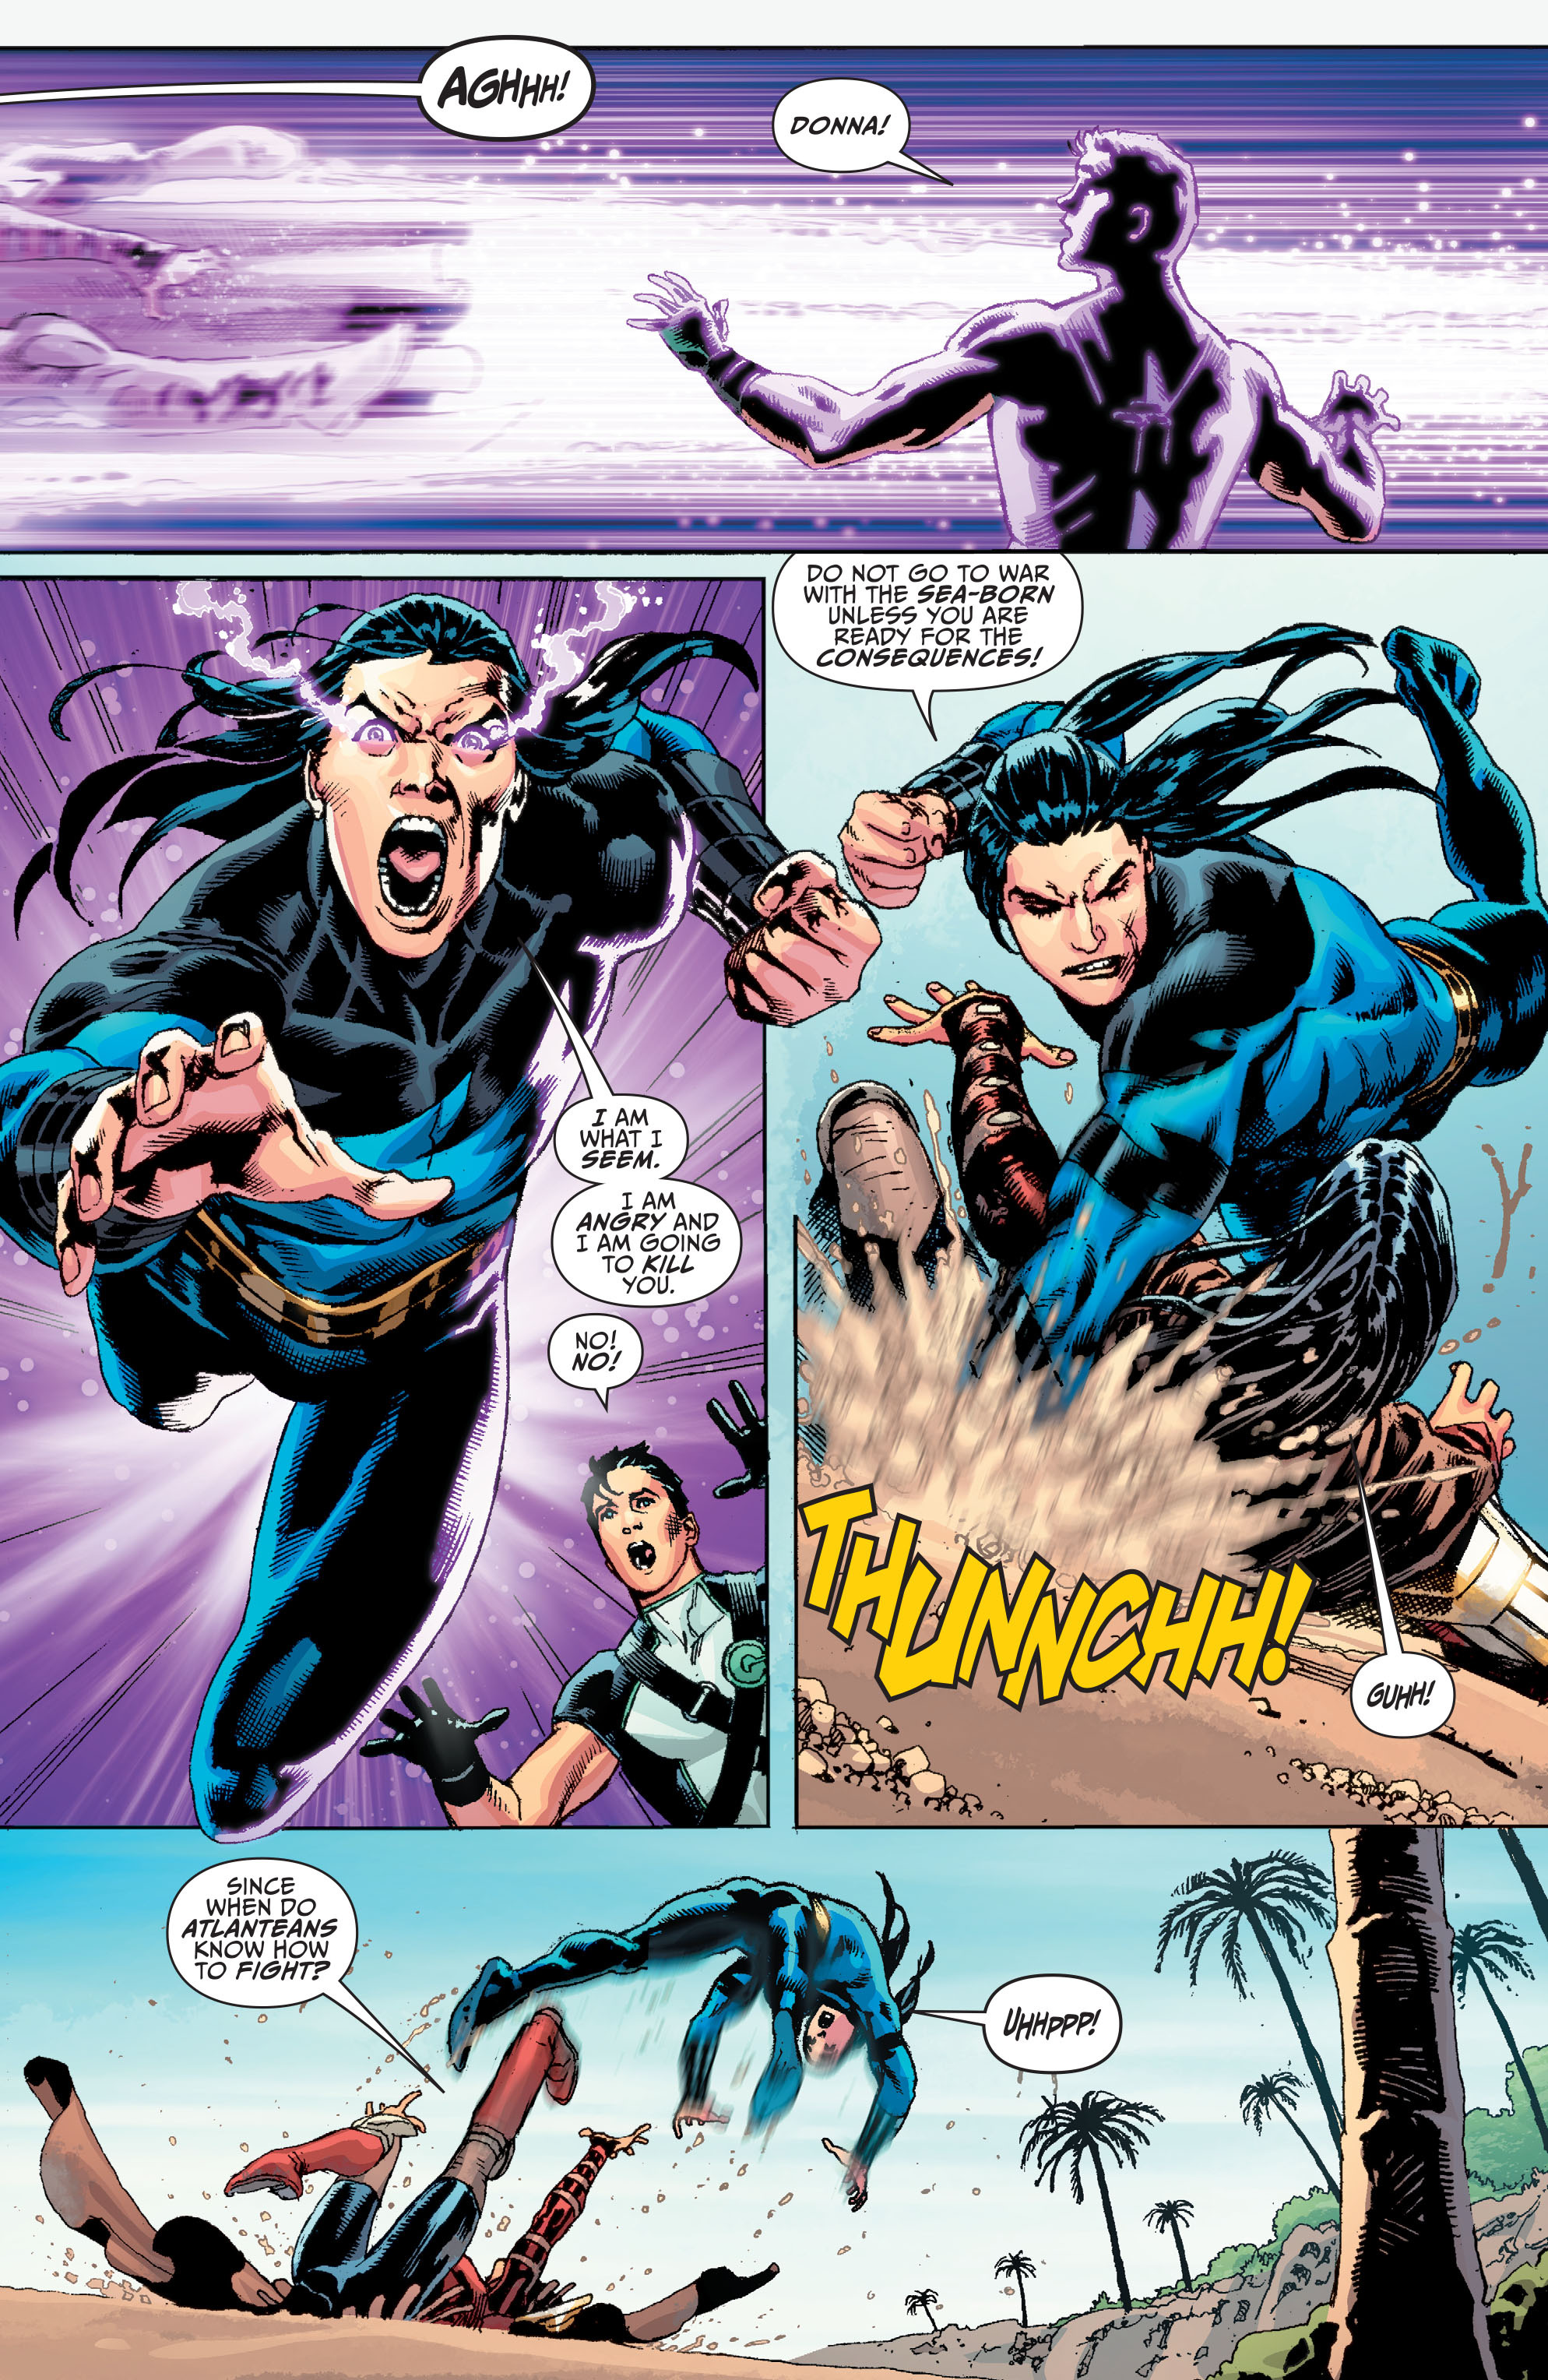 AGHHH!
DONNA!
I AM
WHAT I
SEEM.
I AM
ANGRY AND
I AM GOING
TO KILL
YOU.
NO!
NO!
G
DO NOT GO TO WAR
WITH THE SEA-BORN
UNLESS YOU ARE
READY FOR THE
CONSEQUENCES!
THUNNCHH!
GUHH!
SINCE
WHEN DO
ATLANTEANS
KNOW HOW
TO FIGHT?
UHHPPP!